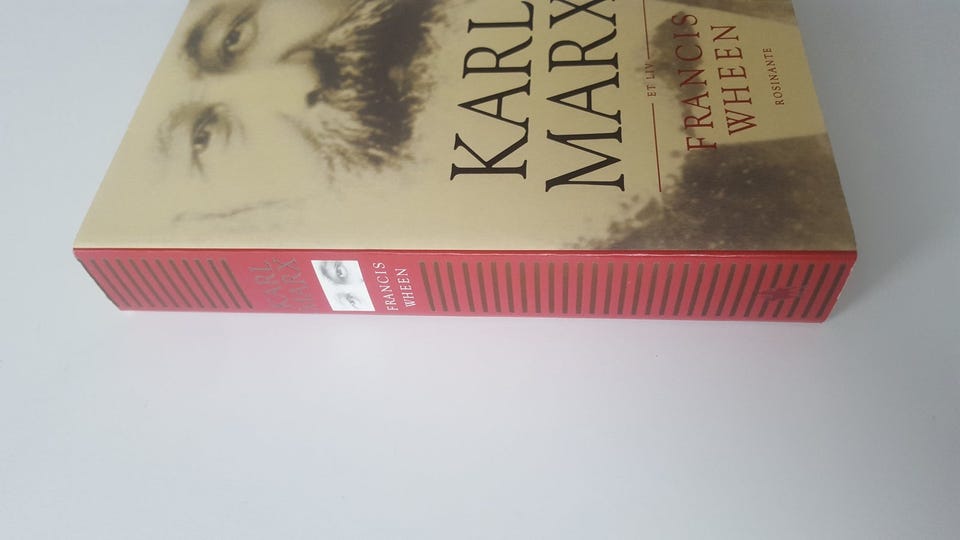 KARL
MARX
ET LIV
FRANCIS
WHEEN
ROSINANTE
KARL
MARX
FRANCIS
WHEEN